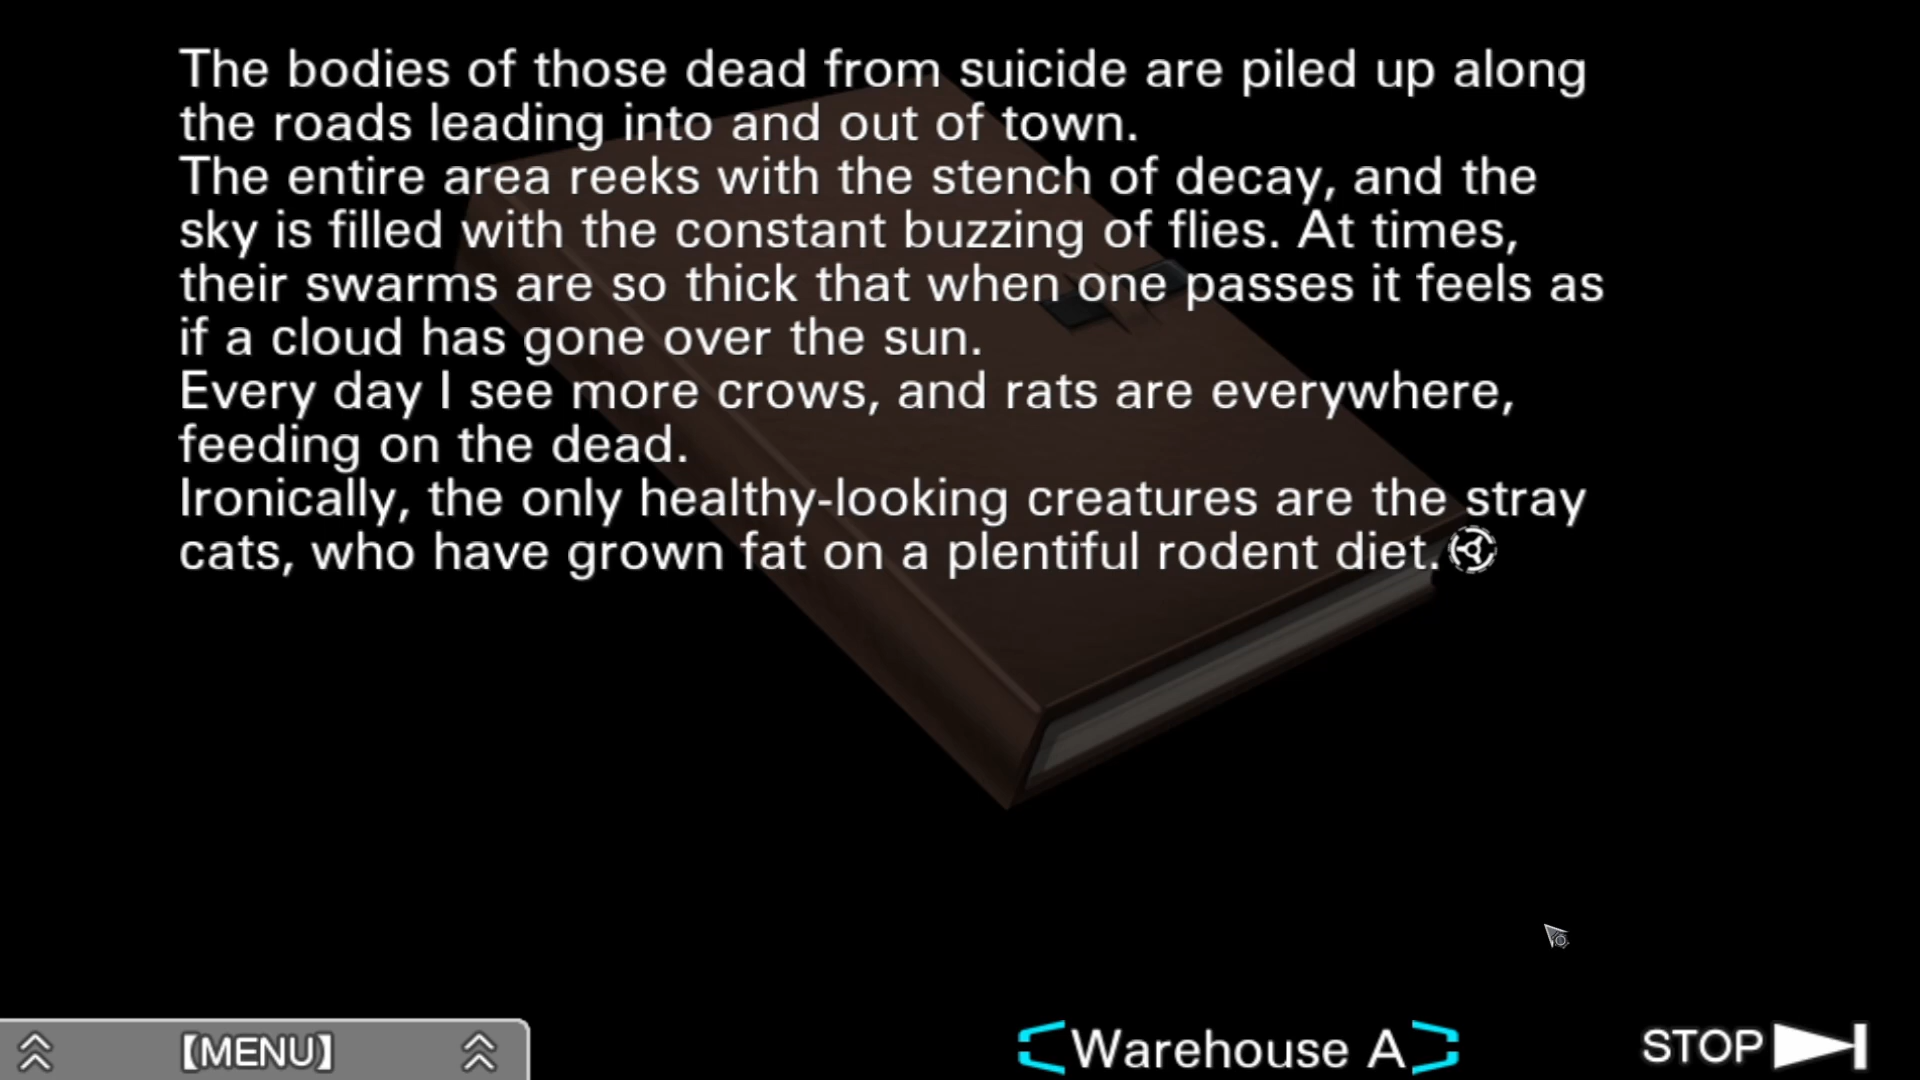 The bodies of those dead from suicide are piled up along
the roads leading into and out of town.
The entire area reeks with the stench of decay, and the
sky is filled with the constant buzzing of flies. At times,
their swarms are so thick that when one passes it feels as
if a cloud has gone over the sun.
Every day I see more crows, and rats are everywhere,
feeding on the dead.
Ironically, the only healthy-looking creatures are the stray
cats, who have grown fat on a plentiful rodent diet.
【MENU】
Warehouse A
STOP